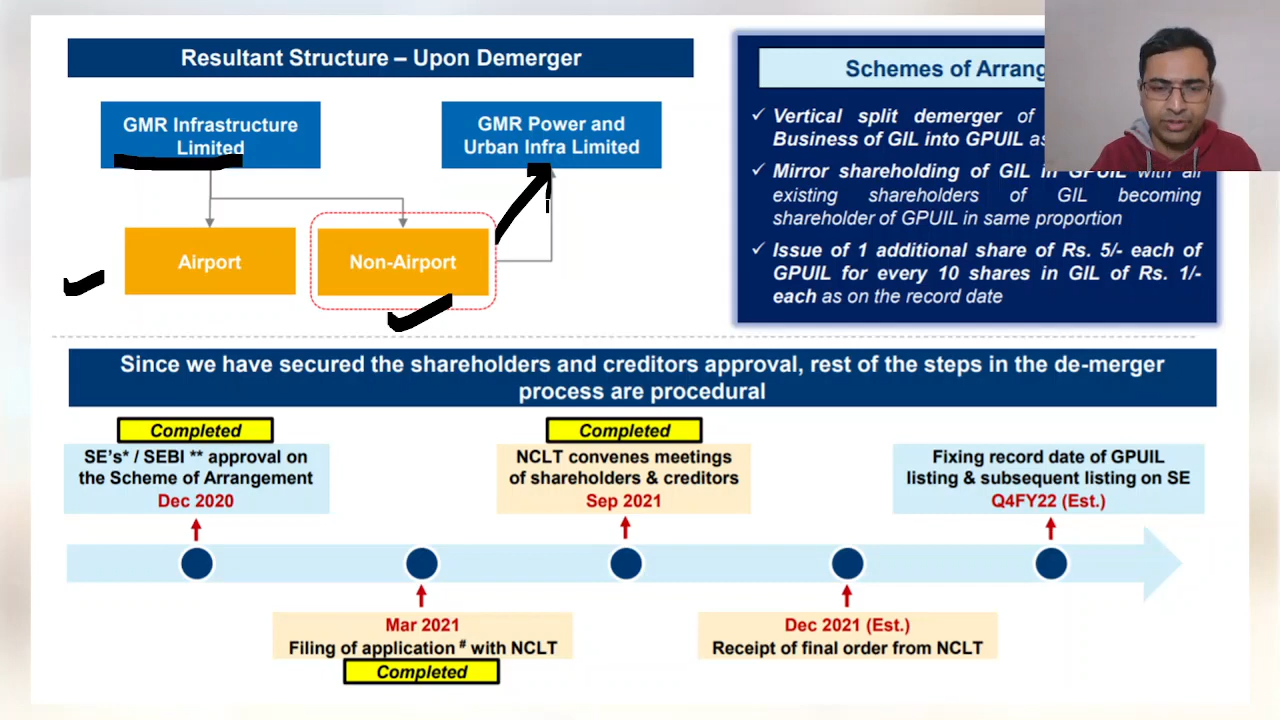 Resultant Structure – Upon Demerger
GMR Infrastructure
Limited
GMR Power and
Urban Infra Limited
Airport
Non-Airport
Schemes of
Vertical split demerger of
Business of GIL into GPUIL
Mirror shareholding of GIL in GPUIL with all
existing shareholders of GIL becoming
shareholder of GPUIL in same proportion
Issue of 1 additional share of Rs. 5/- each of
GPUIL for every 10 shares in GIL of Rs. 1/-
each as on the record date
Since we have secured the shareholders and creditors approval, rest of the steps in the de-merger
process are procedural
Completed
SE's* / SEBI ** approval on
the Scheme of Arrangement
Dec 2020
Completed
NCLT convenes meetings
of shareholders & creditors
Sep 2021
Fixing record date of GPUIL
listing & subsequent listing on SE
Q4FY22 (Est.)
Mar 2021
Filing of application # with NCLT
Completed
Dec 2021 (Est.)
Receipt of final order from NCLT